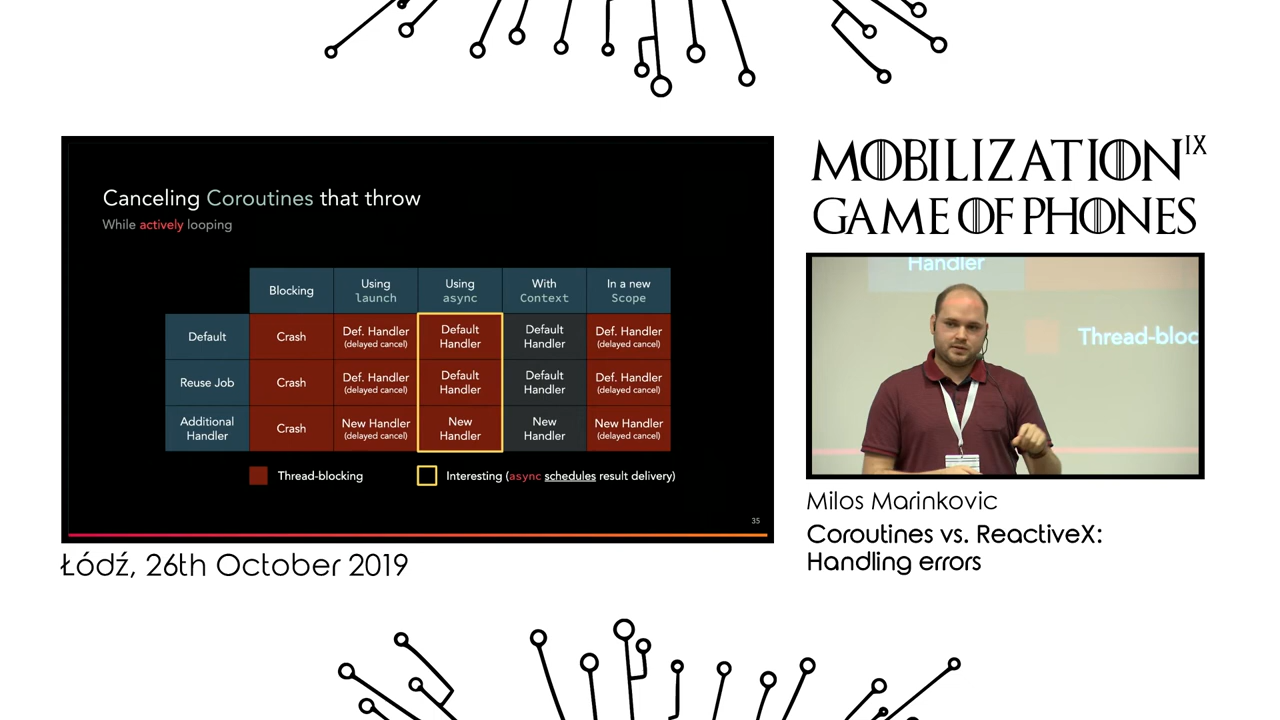 MOBILIZATION IX
GAME OF PHONES
Canceling Coroutines that throw
While actively looping
Blocking
Using
launch
Using
async
With
Context
In a new
Scope
Default
Crash
Def. Handler
(delayed cancel)
Default
Handler
Default
Handler
Def. Handler
(delayed cancel)
Reuse Job
Crash
Def. Handler
(delayed cancel)
Default
Handler
Default
Handler
Def. Handler
(delayed cancel)
Additional
Handler
Crash
New Handler
(delayed cancel)
New
Handler
New
Handler
New Handler
(delayed cancel)
Thread-blocking
Interesting (async schedules result delivery)
35
Handler
Thread-bloc
Milos Marinkovic
Coroutines vs. ReactiveX:
Handling errors
Łódź, 26th October 2019